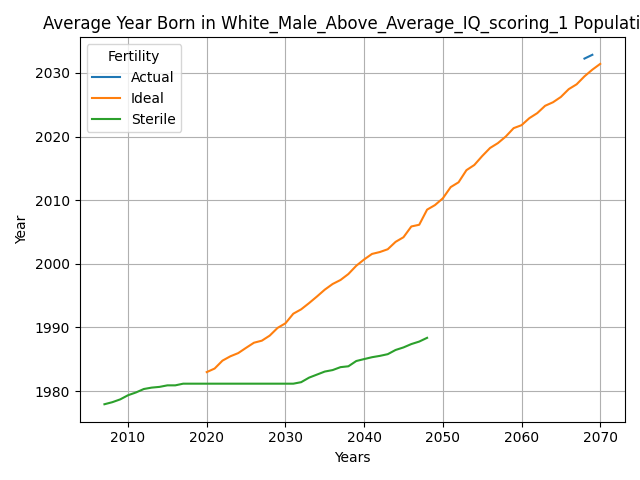 Average Year Born in White_Male_Above_Average_IQ_scoring_1 Populati
Fertility
Actual
Ideal
Sterile
2030
2020
2010
2000
1990
1980
Year
2010 2020 2030 2040 2050 2060 2070
Years